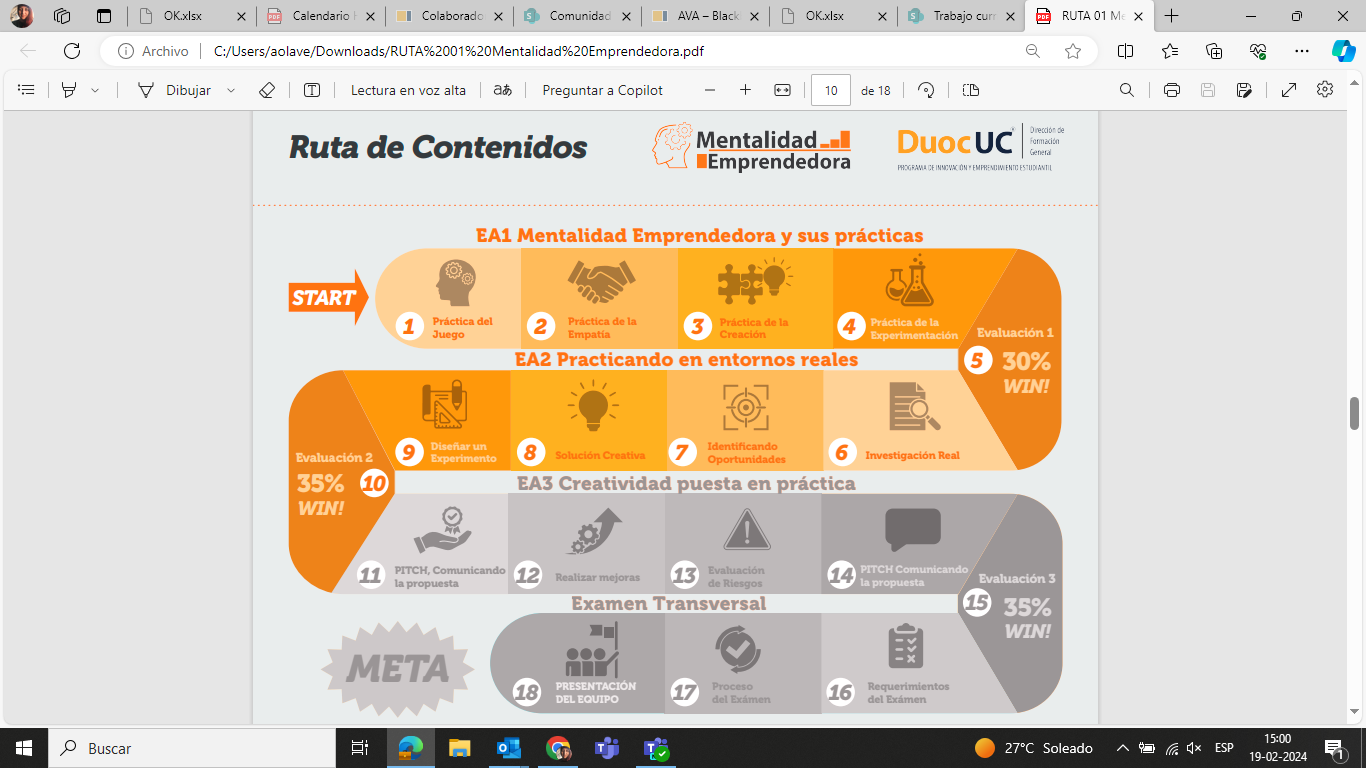 OK.xlsx
Calendario
Colaborado
Comunidad
AVA – Black
OK.xlsx
Trabajo curr
RUTA 01 Me
Archivo
C:/Users/aolave/Downloads/RUTA%2001%20Mentalidad%20Emprendedora.pdf
Dibujar
Lectura en voz alta
aあ
Preguntar a Copilot
10
de 18
Ruta de Contenidos
Mentalidad
Emprendedora
Duoc UC
Dirección de
Formación
General
PROGRAMA DE INNOVACIÓN Y EMPRENDIMIENTO ESTUDIANTIL
EA1 Mentalidad Emprendedora y sus prácticas
START
1 Práctica del
Juego
2 Práctica de la
Empatía
3 Práctica de la
Creación
4 Práctica de la
Experimentación
Evaluación 1
5 30%
WIN!
EA2 Practicando en entornos reales
6 Investigación Real
7 Identificando
Oportunidades
8 Solución Creativa
9 Diseñar un
Experimento
Evaluación 2
35% 10
WIN!
EA3 Creatividad puesta en práctica
11 PITCH, Comunicando
la propuesta
12 Realizar mejoras
13 Evaluación
de Riesgos
14 PITCH Comunicando
la propuesta
Evaluación 3
15 35%
WIN!
Examen Transversal
16 Requerimientos
del Exámen
17 Proceso
del Exámen
18 PRESENTACIÓN
DEL EQUIPO
META
Buscar
27°C Soleado
ESP
15:00
19-02-2024
1